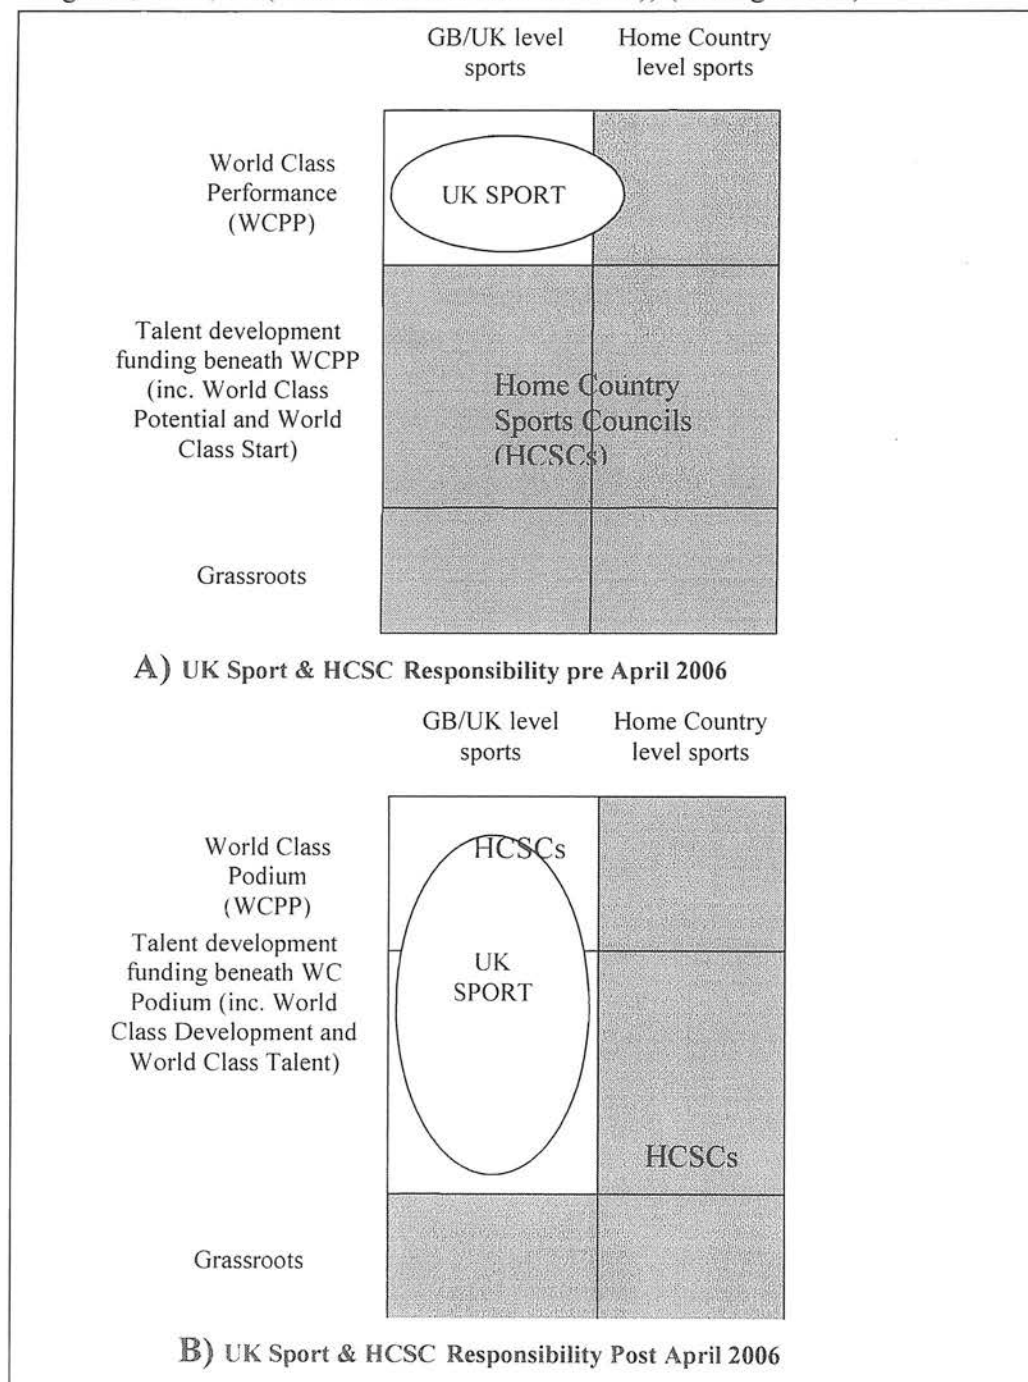 GB/UK level Home Country
sports level sports
World Class
Performance
(WCPP)
UK SPORT
Talent development
funding beneath WCPP
(inc. World Class
Potential and World
Class Start)
Home Country
Sports Councils
(HCSCs)
Grassroots
A) UK Sport & HCSC Responsibility pre April 2006
GB/UK level Home Country
sports level sports
World Class
Podium
(WCPP)
HCSCs
Talent development
funding beneath WC
Podium (inc. World
Class Development and
World Class Talent)
UK
SPORT
HCSCs
Grassroots
B) UK Sport & HCSC Responsibility Post April 2006